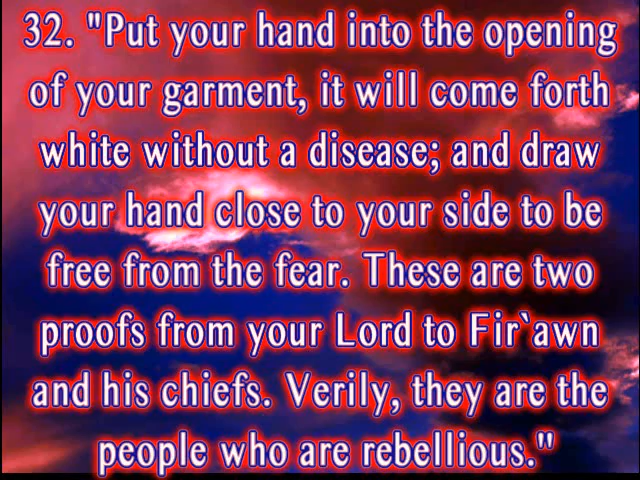 32. "Put your hand into the opening
of your garment, it will come forth
white without a disease; and draw
your hand close to your side to be
free from the fear. These are two
proofs from your Lord to Fir`awn
and his chiefs. Verily, they are the
people who are rebellious."